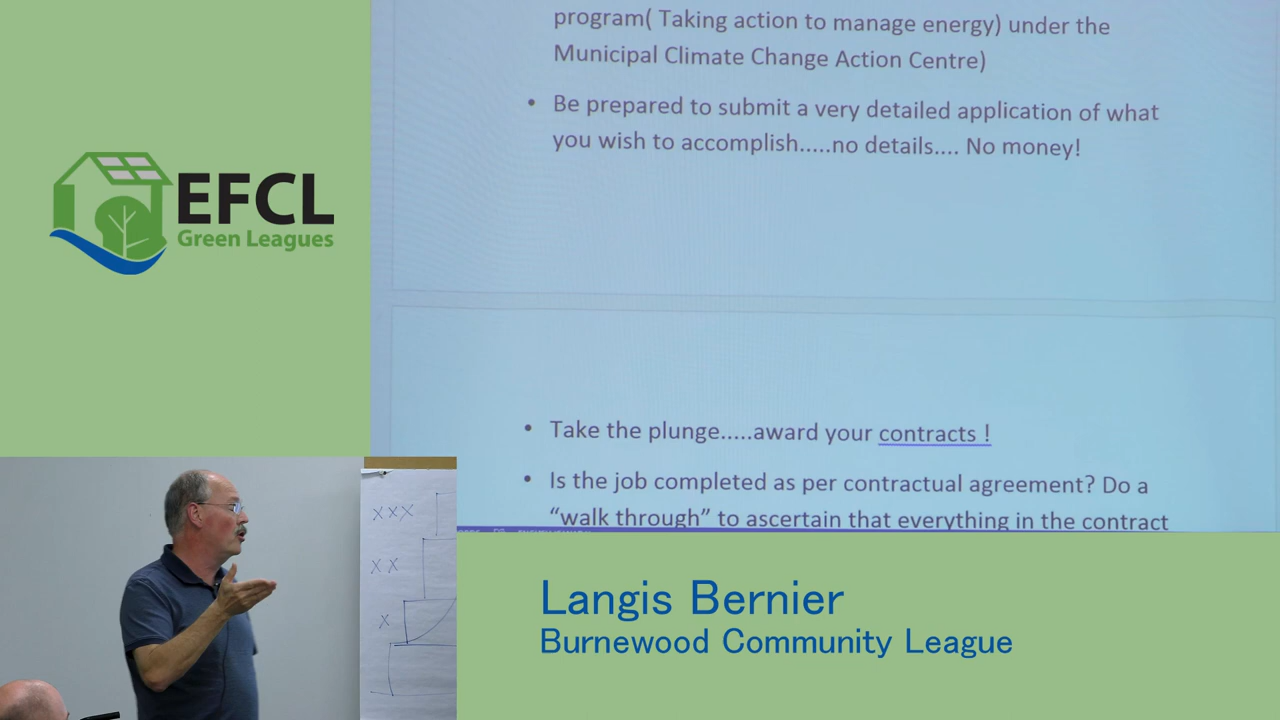 program( Taking action to manage energy) under the
Municipal Climate Change Action Centre)
• Be prepared to submit a very detailed application of what
you wish to accomplish.....no details.... No money!
EFCL
Green Leagues
• Take the plunge.....award your contracts !
• Is the job completed as per contractual agreement? Do a
“walk through” to ascertain that everything in the contract
XXX
XX
X
Langis Bernier
Burnewood Community League